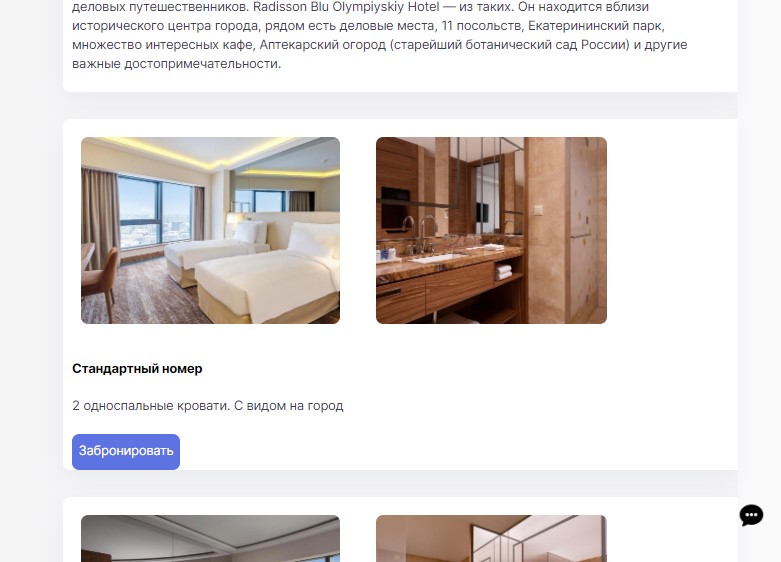 деловых путешественников. Radisson Blu Olympiyskiy Hotel — из таких. Он находится вблизи
исторического центра города, рядом есть деловые места, 11 посольств, Екатерининский парк,
множество интересных кафе, Аптекарский огород (старейший ботанический сад России) и другие
важные достопримечательности.
Стандартный номер
2 односпальные кровати. С видом на город
Забронировать